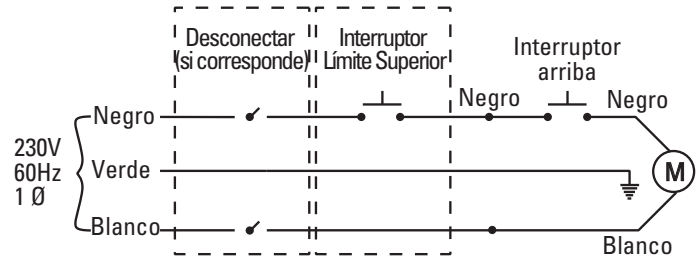 Desconectar
(si corresponde)
Interruptor
Límite Superior
Interruptor
arriba
Negro
Negro
Negro
230V
60Hz
1 Ø
Verde
M
Blanco
Blanco